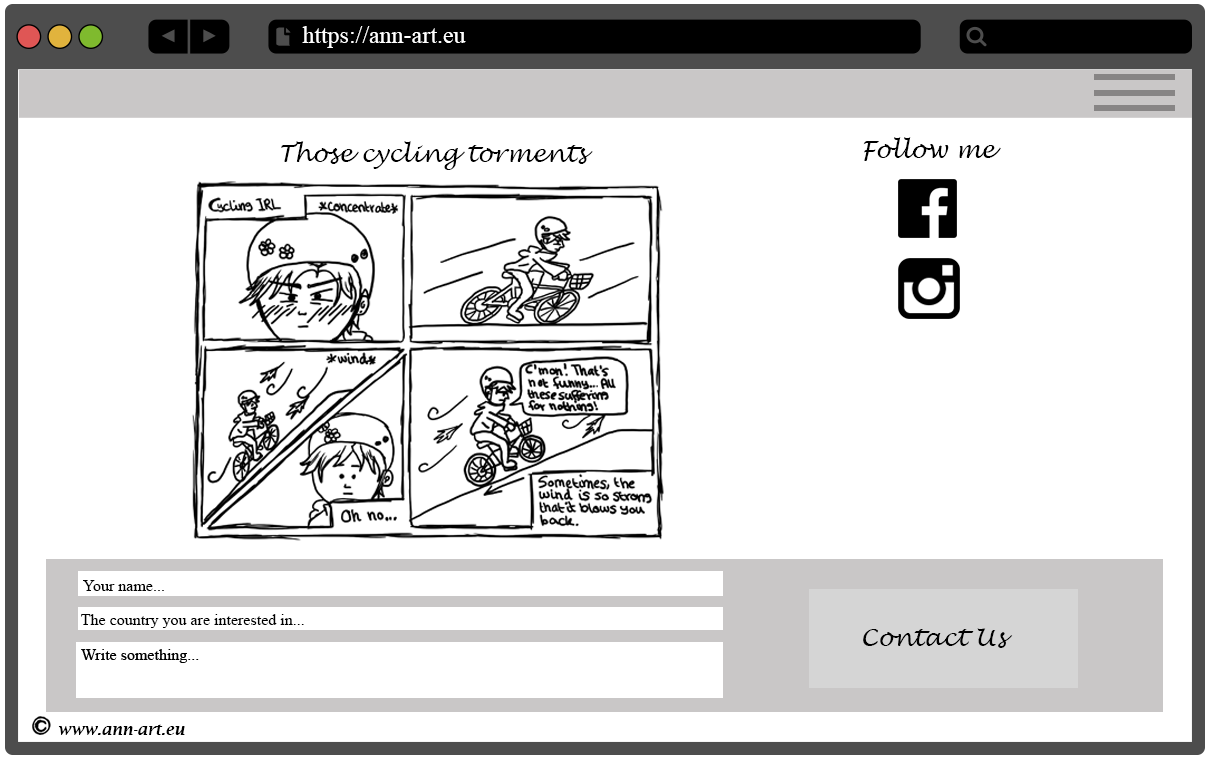 https://ann-art.eu
Those cycling torments
Follow me
Cycling IRL
*concentrate*
*wind*
Oh no...
C'mon! That's
not funny... All
these suffering
for nothing!
Sometimes, the
wind is so strong
that it blows you
back.
Your name...
The country you are interested in...
Write something...
Contact Us
© www.ann-art.eu